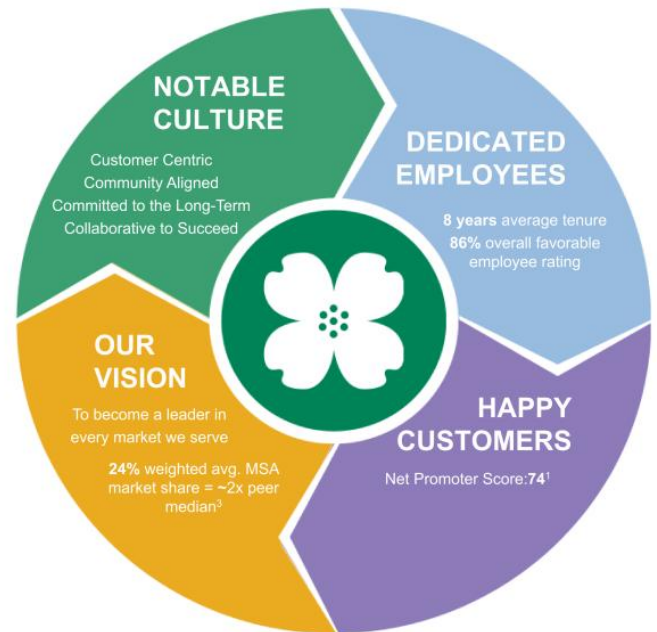 NOTABLE
CULTURE
Customer Centric
Community Aligned
Committed to the Long-Term
Collaborative to Succeed
DEDICATED
EMPLOYEES
8 years average tenure
86% overall favorable
employee rating
HAPPY
CUSTOMERS
Net Promoter Score:74¹
OUR
VISION
To become a leader in
every market we serve
24% weighted avg. MSA
market share = ~2x peer
median³